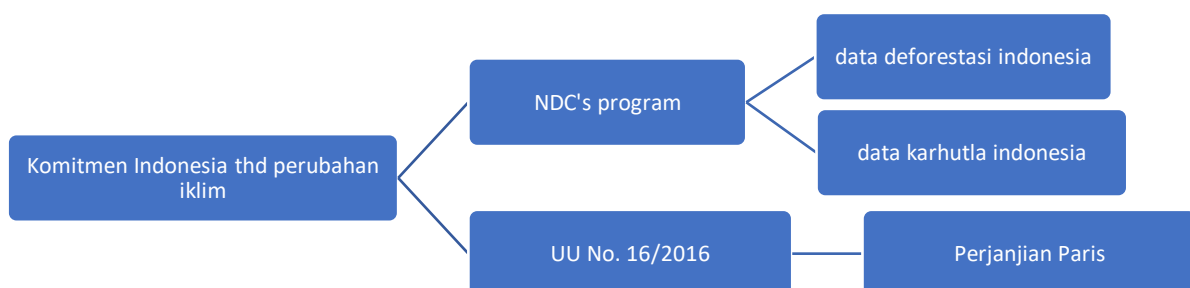 Komitmen Indonesia thd perubahan
iklim
NDC's program
data deforestasi indonesia
data karhutla indonesia
UU No. 16/2016
Perjanjian Paris